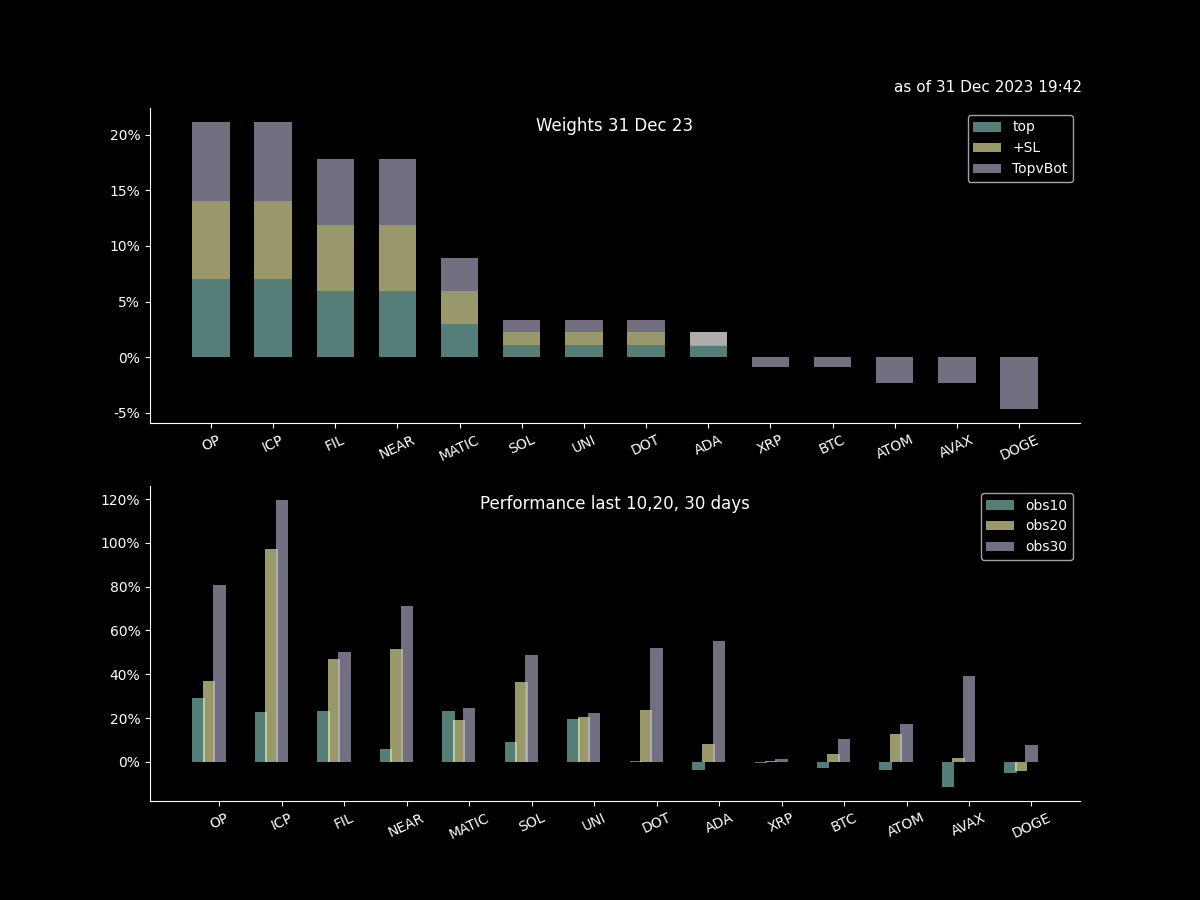 as of 31 Dec 2023 19:42
Weights 31 Dec 23
top
+SL
TopvBot
20%
15%
10%
5%
0%
-5%
OP ICP FIL NEAR MATIC SOL UNI DOT ADA XRP BTC ATOM AVAX DOGE
Performance last 10,20, 30 days
obs10
obs20
obs30
120%
100%
80%
60%
40%
20%
0%
OP ICP FIL NEAR MATIC SOL UNI DOT ADA XRP BTC ATOM AVAX DOGE